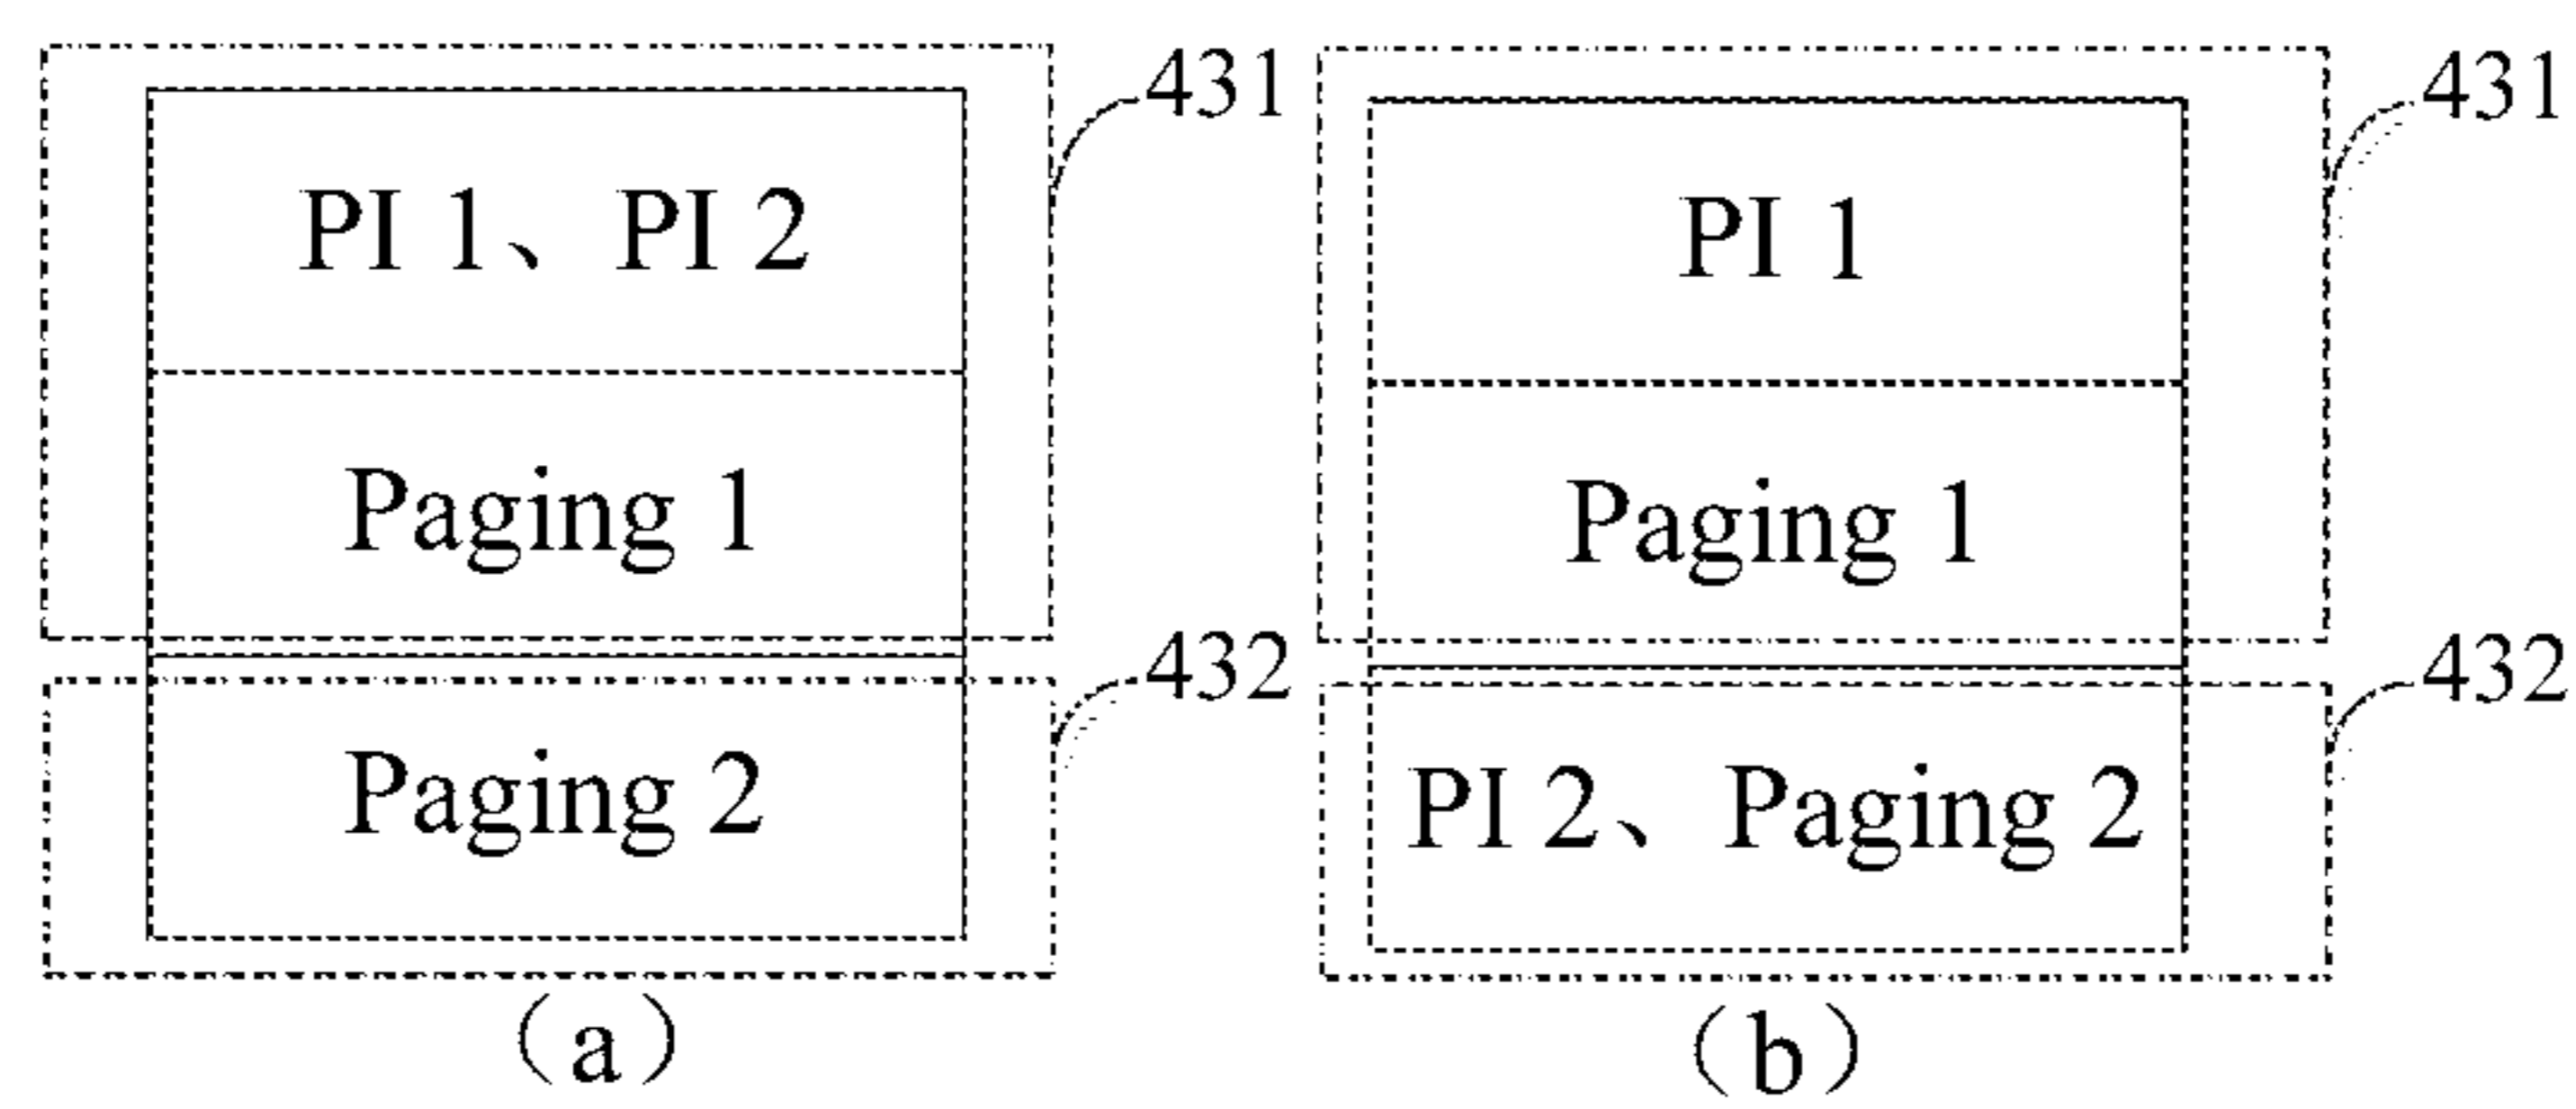 PI 1、PI 2
431
Paging 1
432
Paging 2
(a)
PI 1
431
Paging 1
432
PI 2、Paging 2
(b)